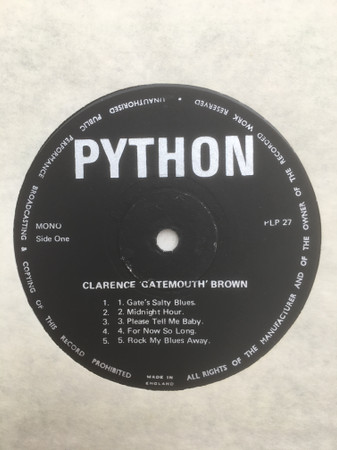 PYTHON
MONO
Side One
PLP 27
CLARENCE 'GATEMOUTH' BROWN
1. 1. Gate's Salty Blues.
2. 2. Midnight Hour.
3. 3. Please Tell Me Baby.
4. 4. For Now So Long.
5. 5. Rock My Blues Away.
MADE IN
ENGLAND
ALL RIGHTS OF THE MANUFACTURER AND OF THE OWNER OF THE RECORDED WORK RESERVED • UNAUTHORISED PUBLIC PERFORMANCE BROADCASTING & COPYING OF THIS RECORD PROHIBITED